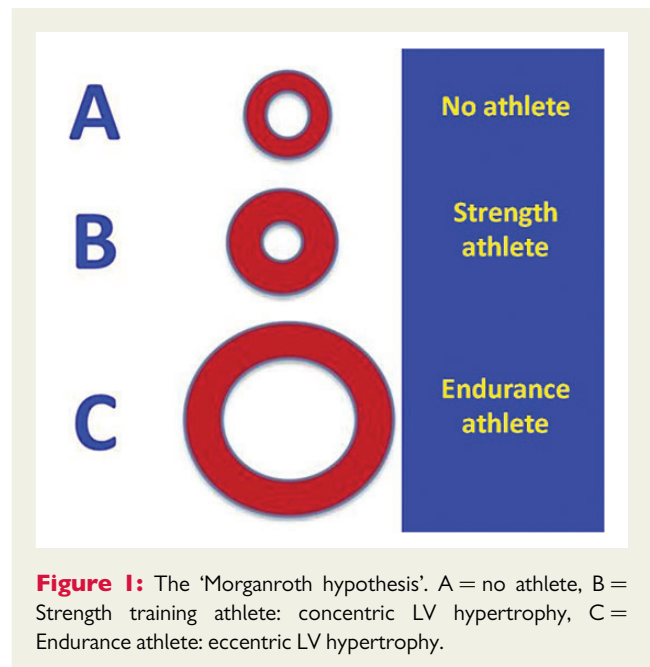 A
No athlete
B
Strength
athlete
C
Endurance
athlete
Figure 1: The ‘Morganroth hypothesis’. A = no athlete, B =
Strength training athlete: concentric LV hypertrophy, C =
Endurance athlete: eccentric LV hypertrophy.